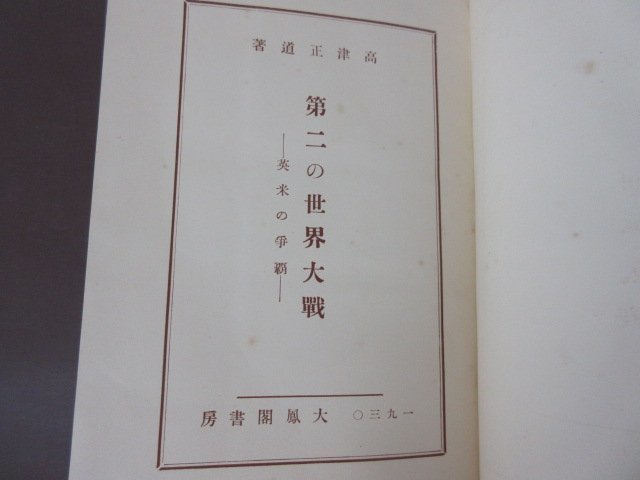 高津正道著
第二の世界大戰
―英米の爭覇―
一九三〇 大鳳閣書房